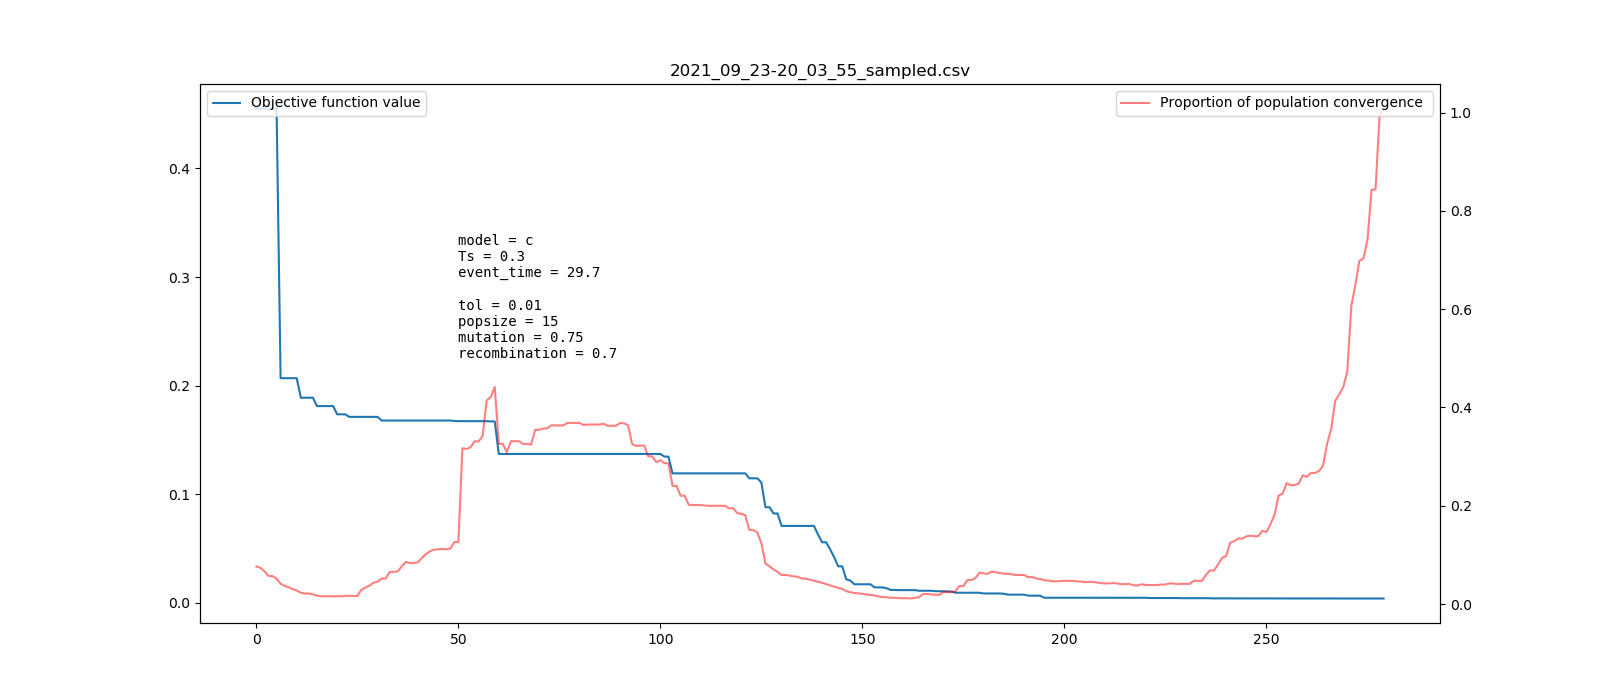 2021_09_23-20_03_55_sampled.csv
Objective function value
Proportion of population convergence
model = c
Ts = 0.3
event_time = 29.7
tol = 0.01
popsize = 15
mutation = 0.75
recombination = 0.7
0.4
0.3
0.2
0.1
0.0
1.0
0.8
0.6
0.4
0.2
0.0
0 50 100 150 200 250